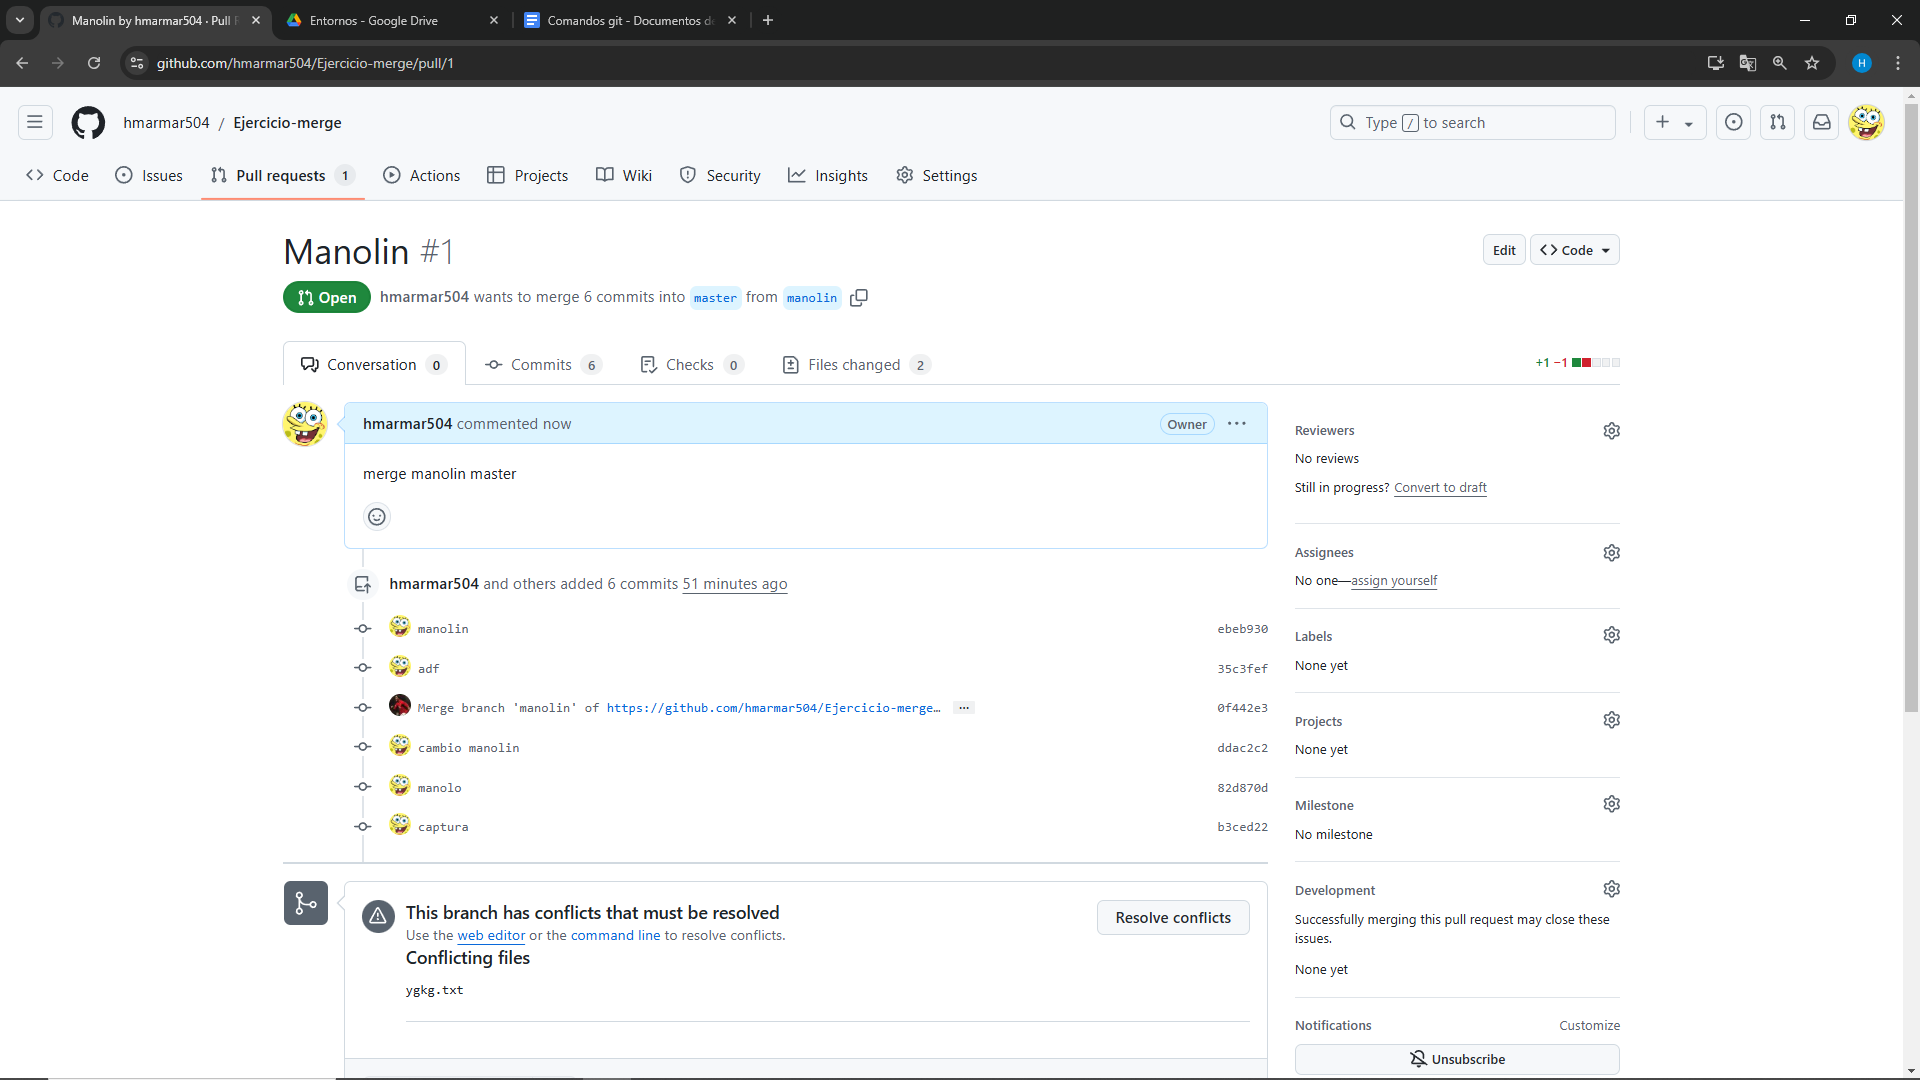 Manolin by hmarmar504 · Pull R
Entornos - Google Drive
Comandos git - Documentos de
github.com/hmarmar504/Ejercicio-merge/pull/1
H
hmarmar504 / Ejercicio-merge
Type / to search
Code
Issues
Pull requests 1
Actions
Projects
Wiki
Security
Insights
Settings
Manolin #1
Edit
Code
Open
hmarmar504 wants to merge 6 commits into master from manolin
Conversation 0
Commits 6
Checks 0
Files changed 2
+1 −1
hmarmar504 commented now
Owner
merge manolin master
hmarmar504 and others added 6 commits 51 minutes ago
manolin ebeb930
adf 35c3fef
Merge branch 'manolin' of https://github.com/hmarmar504/Ejercicio-merge… ... 0f442e3
cambio manolin ddac2c2
manolo 82d870d
captura b3ced22
This branch has conflicts that must be resolved
Use the web editor or the command line to resolve conflicts.
Resolve conflicts
Conflicting files
ygkg.txt
Reviewers
No reviews
Still in progress? Convert to draft
Assignees
No one—assign yourself
Labels
None yet
Projects
None yet
Milestone
No milestone
Development
Successfully merging this pull request may close these
issues.
None yet
Notifications
Customize
Unsubscribe